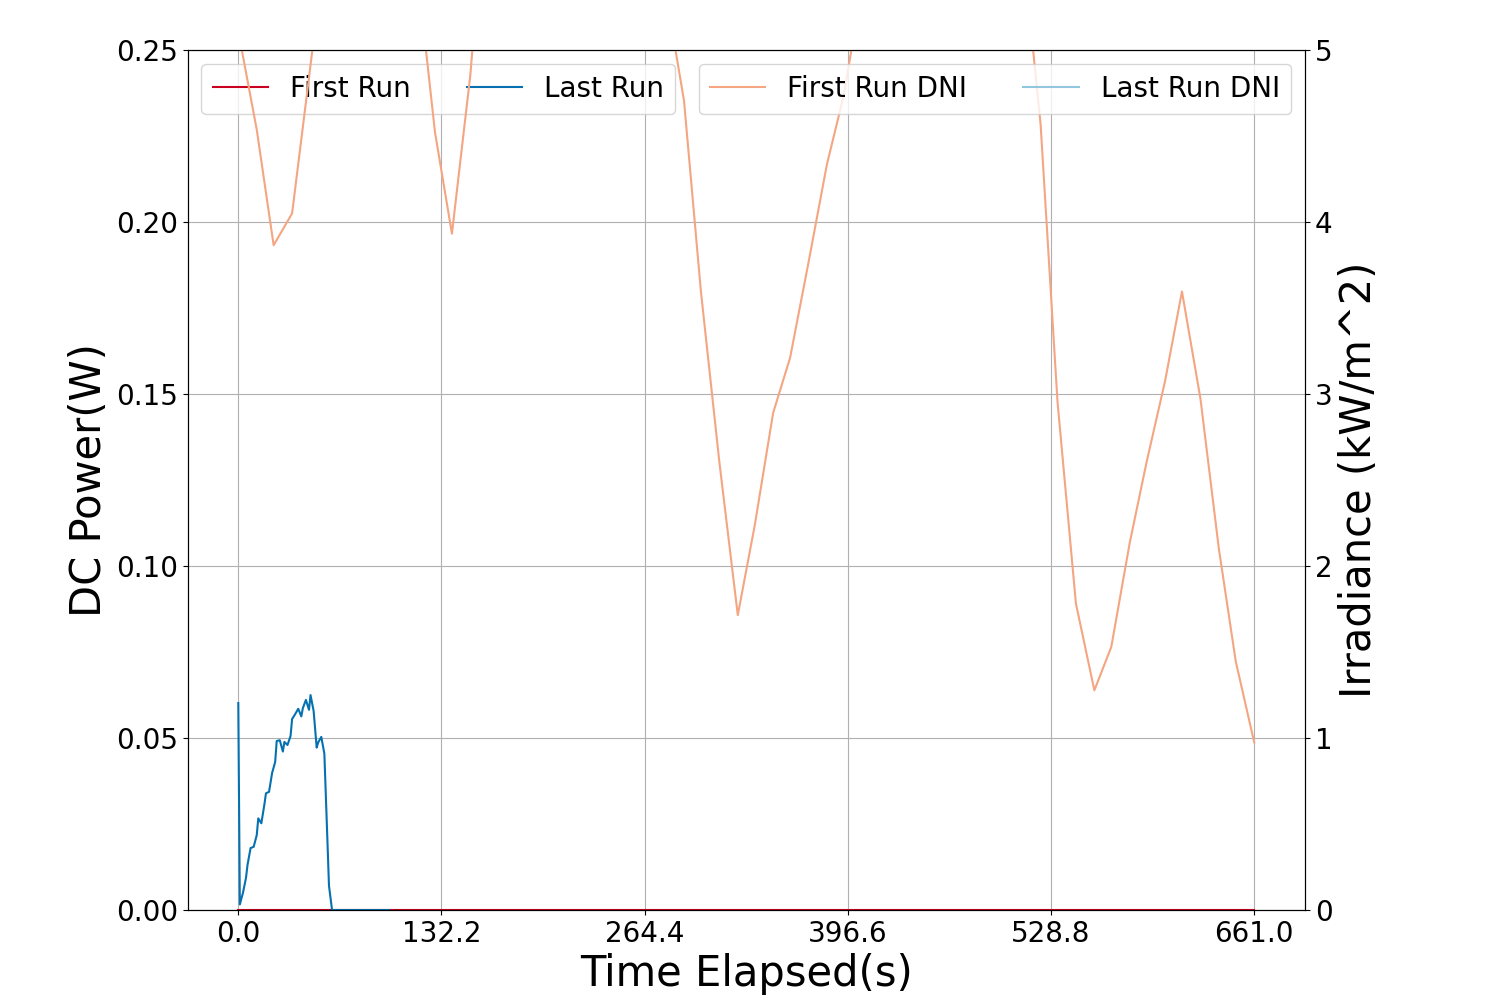 First Run
Last Run
First Run DNI
Last Run DNI
0.25
0.20
0.15
0.10
0.05
0.00
DC Power(W)
5
4
3
2
1
0
Irradiance (kW/m^2)
0.0
132.2
264.4
396.6
528.8
661.0
Time Elapsed(s)